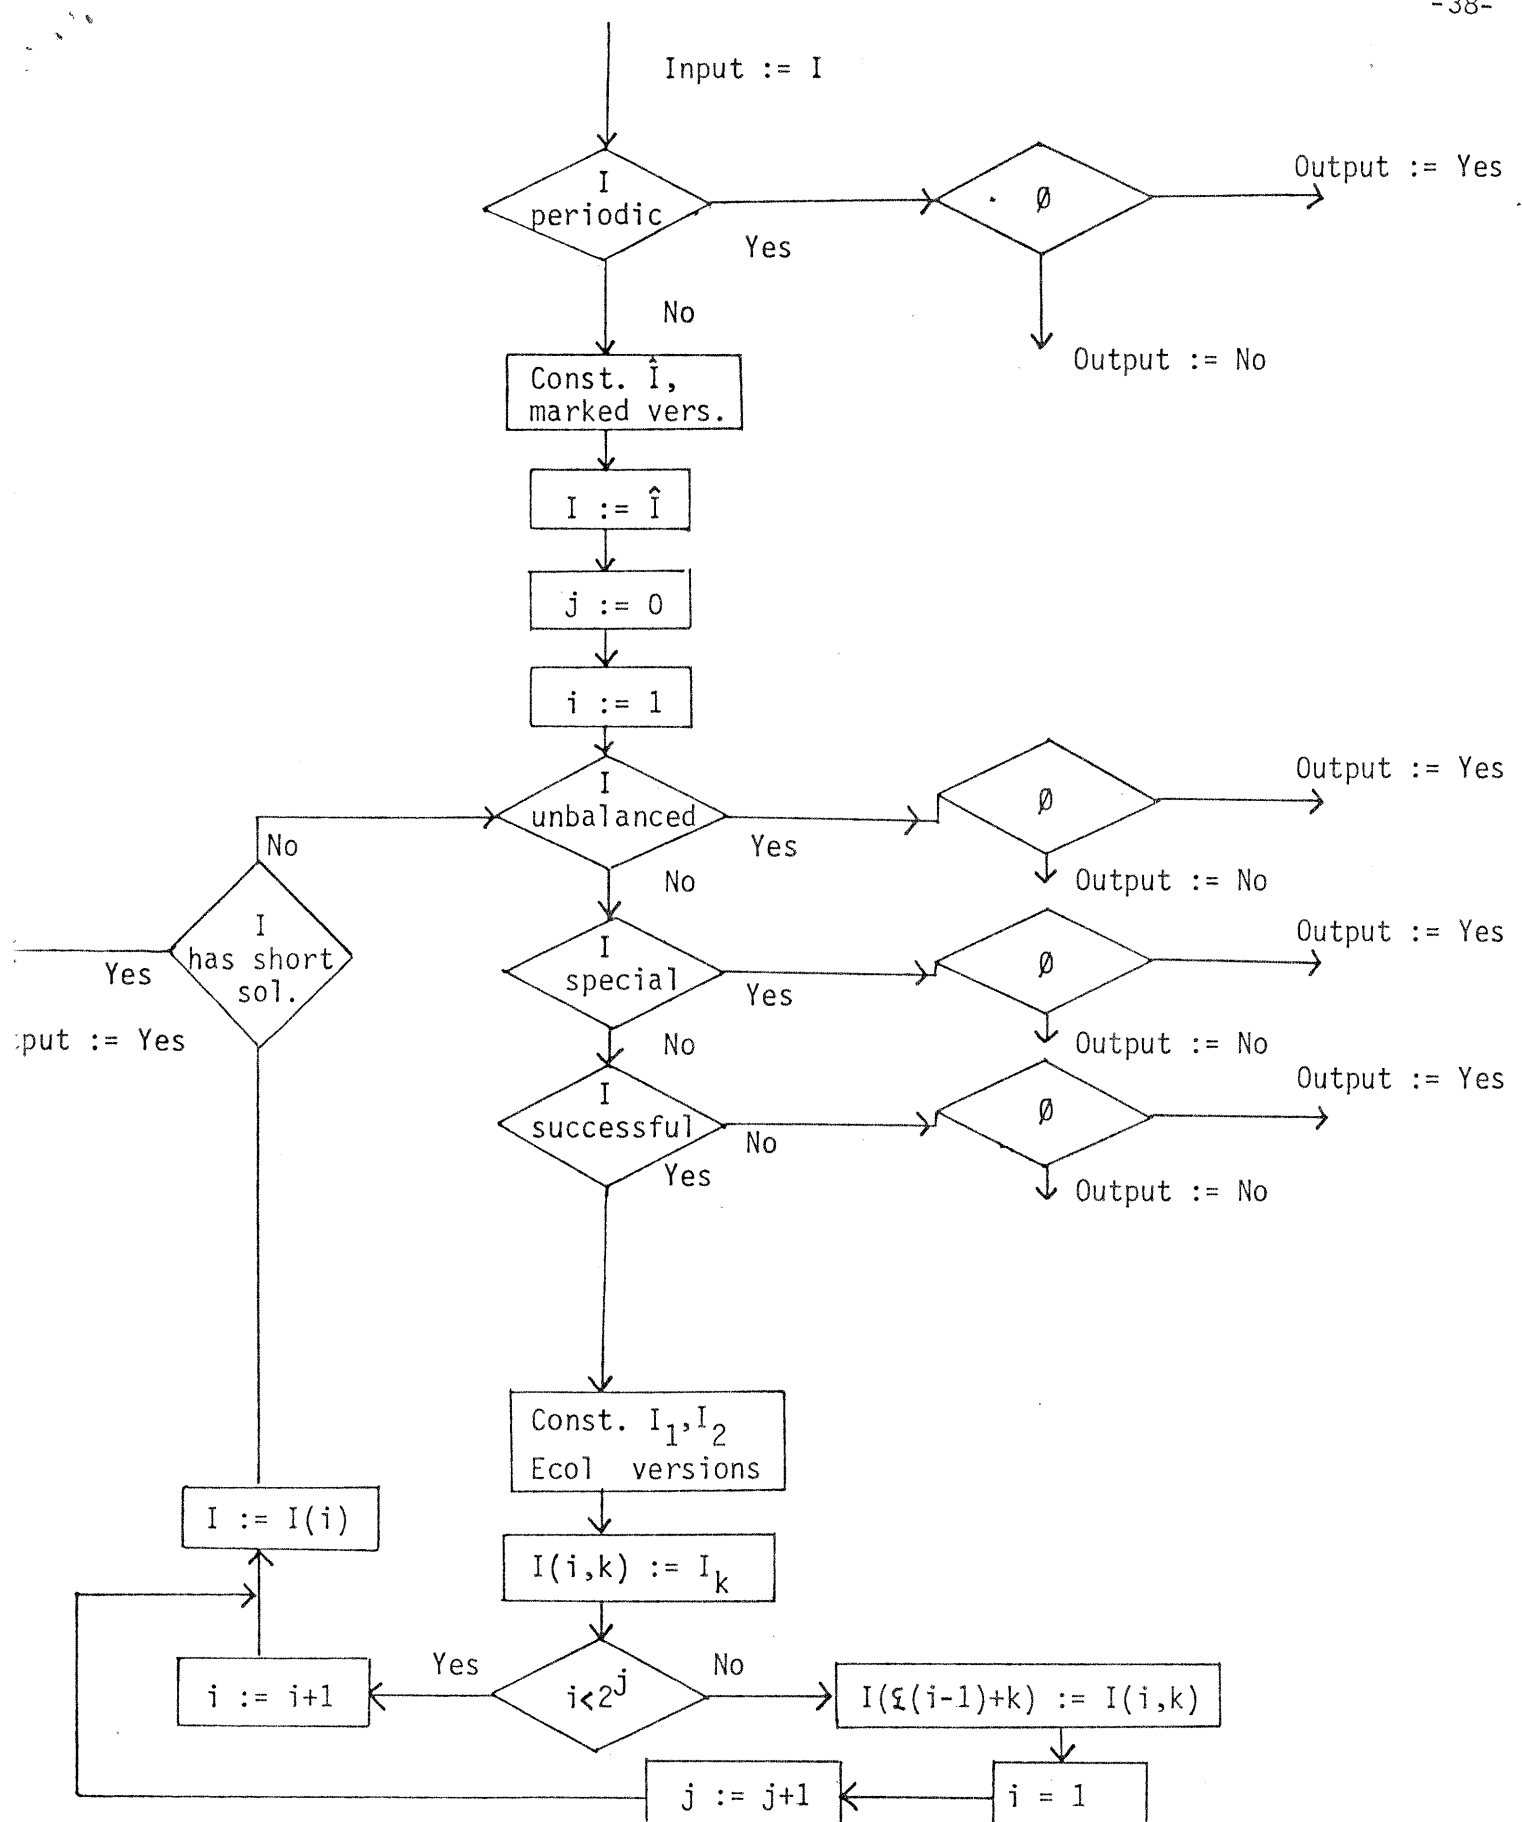 -38-
Input := I
I
periodic
Yes
Ø
Output := Yes
Output := No
No
Const. Î,
marked vers.
I := Î
j := 0
i := 1
I
unbalanced
Yes
Ø
Output := Yes
Output := No
No
I
special
Yes
Ø
Output := Yes
Output := No
No
I
successful
No
Ø
Output := Yes
Output := No
Yes
No
I
has short
sol.
Yes
put := Yes
Const. I₁,I₂
Ecol versions
I(i,k) := Iₖ
i<2ʲ
Yes
No
I := I(i)
i := i+1
(i-1)+k) := I(i,k)
i = 1
j := j+1